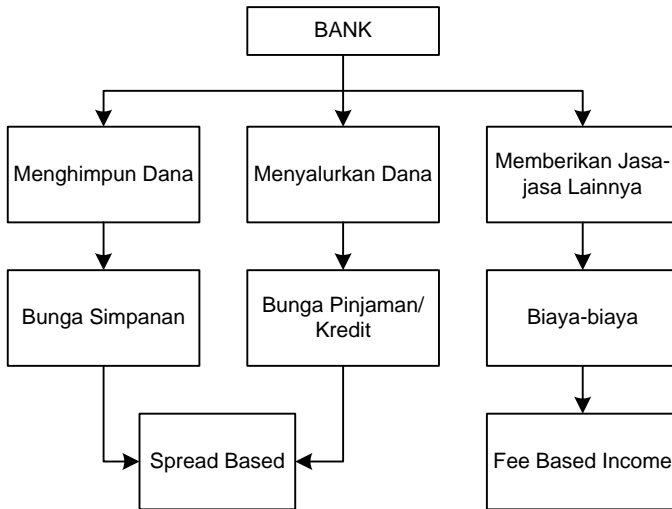 BANK
Menghimpun Dana
Menyalurkan Dana
Memberikan Jasa-
jasa Lainnya
Bunga Simpanan
Bunga Pinjaman/
Kredit
Biaya-biaya
Spread Based
Fee Based Income